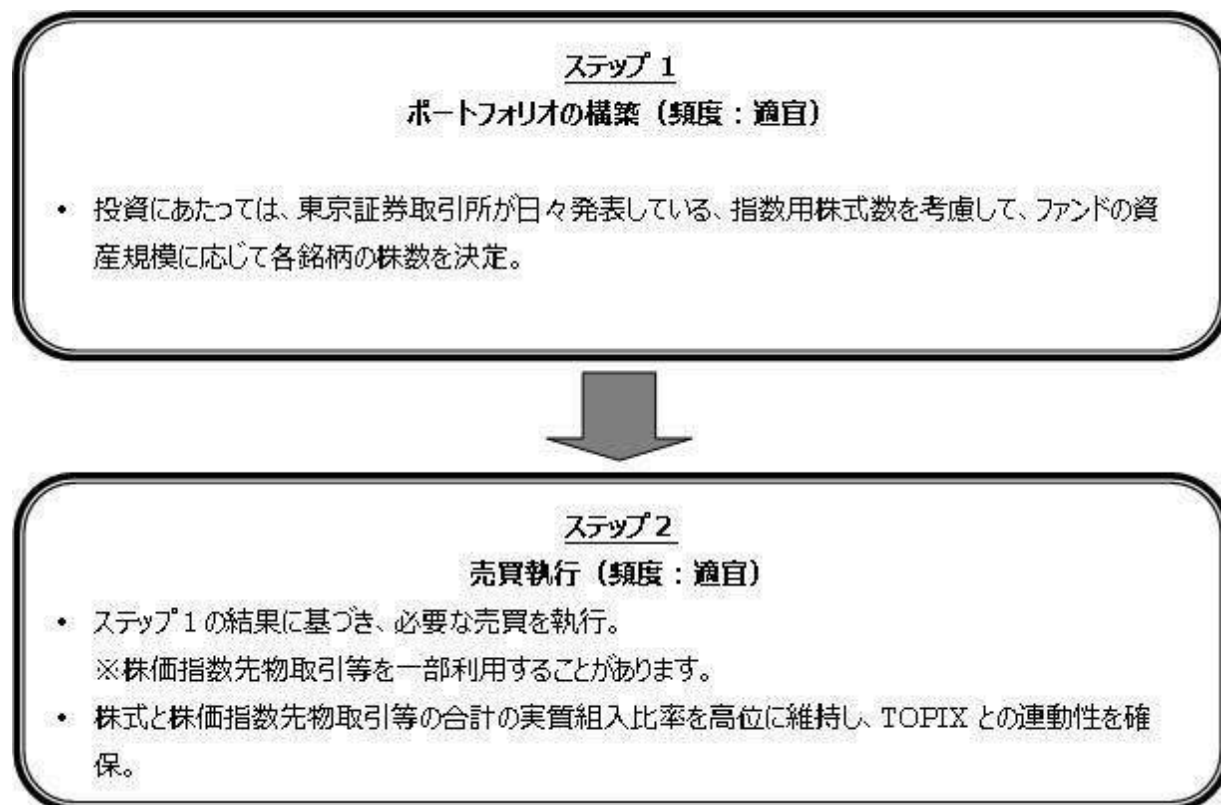 ステップ 1
ポートフォリオの構築（頻度：適宜）
• 投資にあたっては、東京証券取引所が日々発表している、指数用株式数を考慮して、ファンドの資
産規模に応じて各銘柄の株数を決定。
ステップ 2
売買執行（頻度：適宜）
• ステップ 1 の結果に基づき、必要な売買を執行。
※株価指数先物取引等を一部利用することがあります。
• 株式と株価指数先物取引等の合計の実質組入比率を高位に維持し、TOPIX との連動性を確
保。